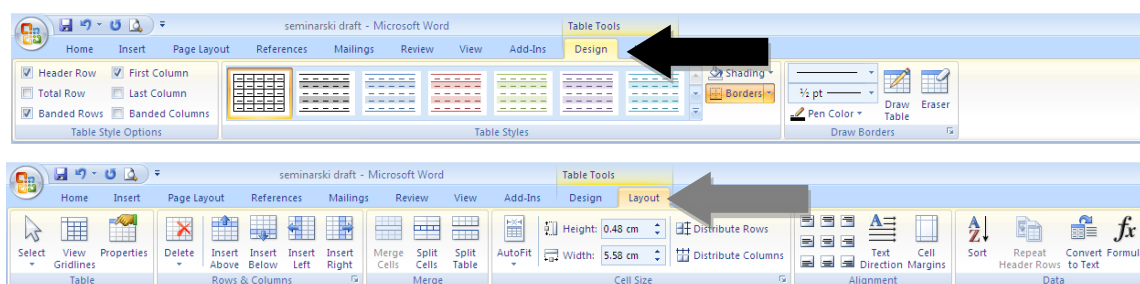 seminarski draft - Microsoft Word
Table Tools
Home Insert Page Layout References Mailings Review View Add-Ins Design
Header Row First Column
Total Row Last Column
Banded Rows Banded Columns
Table Style Options
Table Styles
Shading
Borders
½ pt
Pen Color
Draw Table
Eraser
Draw Borders
seminarski draft - Microsoft Word
Table Tools
Home Insert Page Layout References Mailings Review View Add-Ins Design Layout
Select
View Gridlines
Properties
Table
Delete
Insert Above
Insert Below
Insert Left
Insert Right
Rows & Columns
Merge Cells
Split Cells
Split Table
Merge
AutoFit
Height: 0.48 cm
Width: 5.58 cm
Distribute Rows
Distribute Columns
Cell Size
Text Direction
Cell Margins
Alignment
A Z
Sort
Repeat Header Rows
Convert to Text
fx
Formul
Data